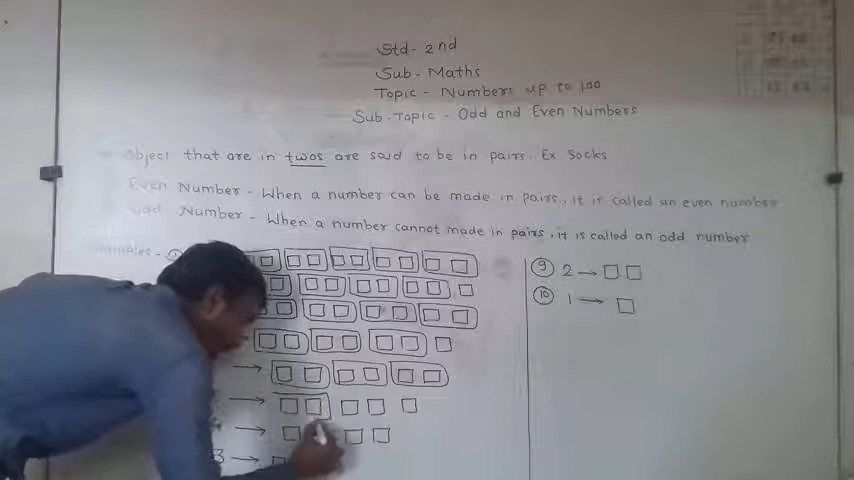 Std- 2nd
Sub- Maths
Topic - Numbers up to 100
Sub-Topic - Odd and Even Numbers
Object that are in twos are said to be in pairs. Ex Socks
Even Number - When a number can be made in pairs, it is called an even number
Odd Number - When a number cannot made in pairs, it is called an odd number
⑨ 2 →
⑩ 1 →
3 →